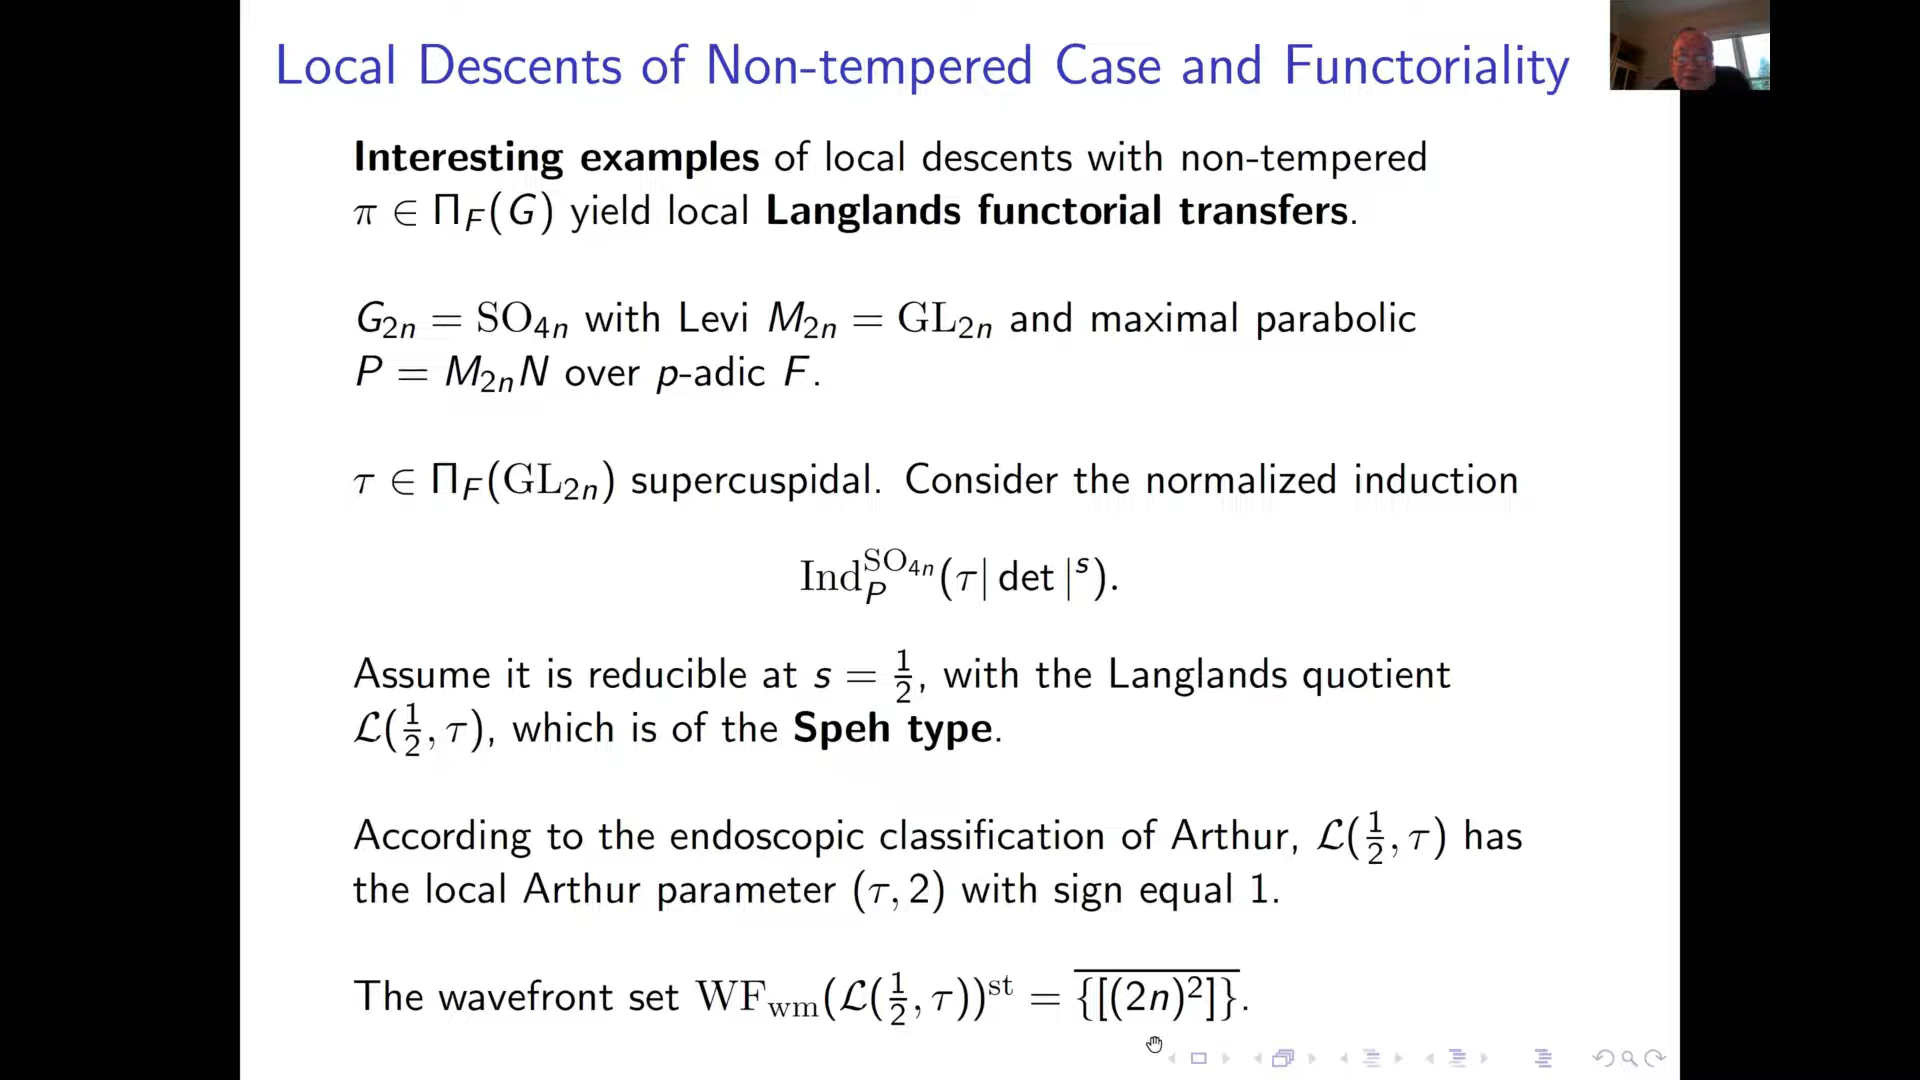 Local Descents of Non-tempered Case and Functoriality
Interesting examples of local descents with non-tempered
π ∈ Π_F(G) yield local Langlands functorial transfers.
G_{2n} = SO_{4n} with Levi M_{2n} = GL_{2n} and maximal parabolic
P = M_{2n}N over p-adic F.
τ ∈ Π_F(GL_{2n}) supercuspidal. Consider the normalized induction
Ind_P^{SO_{4n}}(τ| det |^s).
Assume it is reducible at s = 1/2, with the Langlands quotient
ℒ(1/2, τ), which is of the Speh type.
According to the endoscopic classification of Arthur, ℒ(1/2, τ) has
the local Arthur parameter (τ, 2) with sign equal 1.
The wavefront set WF_{wm}(ℒ(1/2, τ))^{st} = \overline{{[(2n)^2]}}.